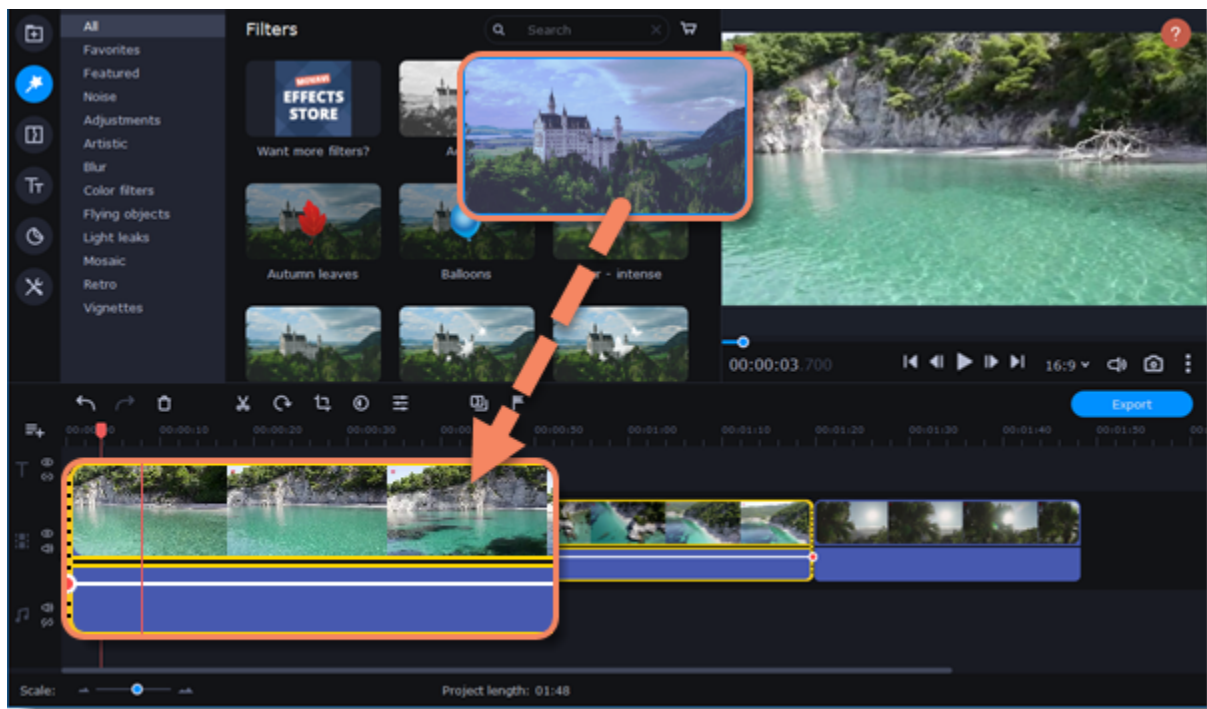 All
Favorites
Featured
Noise
Adjustments
Artistic
Blur
Color filters
Flying objects
Light leaks
Mosaic
Retro
Vignettes
Filters
Search
MOVAVI
EFFECTS
STORE
Want more filters?
Autumn leaves
Balloons
- intense
?
00:00:03.700
16:9
Export
00:00:10
00:00:20
00:00:30
00:00:50
00:01:00
00:01:10
00:01:20
00:01:30
00:01:40
00:01:50
Tт
T
Scale:
Project length: 01:48